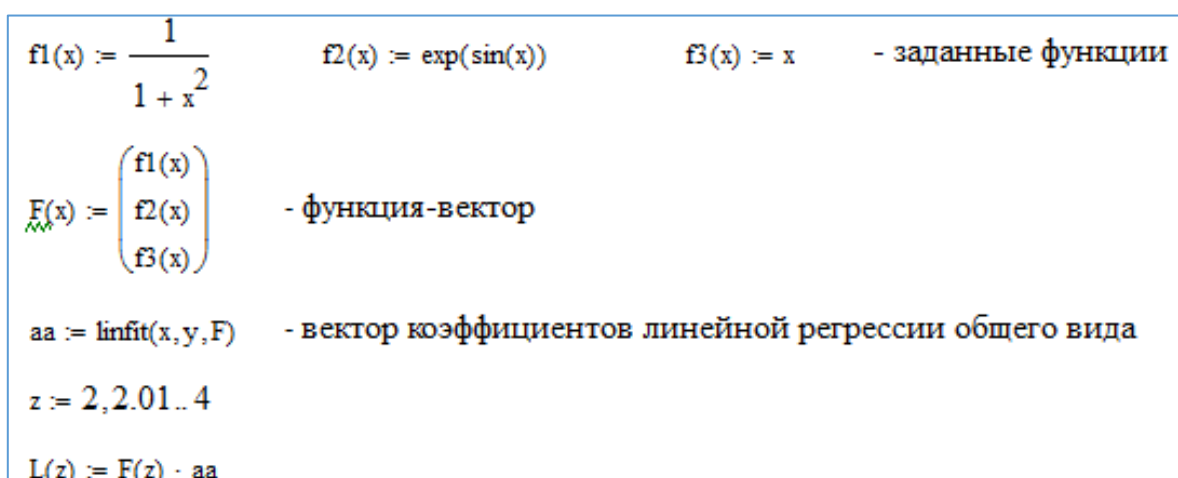 f1(x) := 1 / (1 + x^2) f2(x) := exp(sin(x)) f3(x) := x - заданные функции
F(x) := (f1(x)
f2(x)
f3(x)) - функция-вектор
aa := linfit(x,y,F) - вектор коэффициентов линейной регрессии общего вида
z := 2,2.01.. 4
L(z) := F(z) · aa